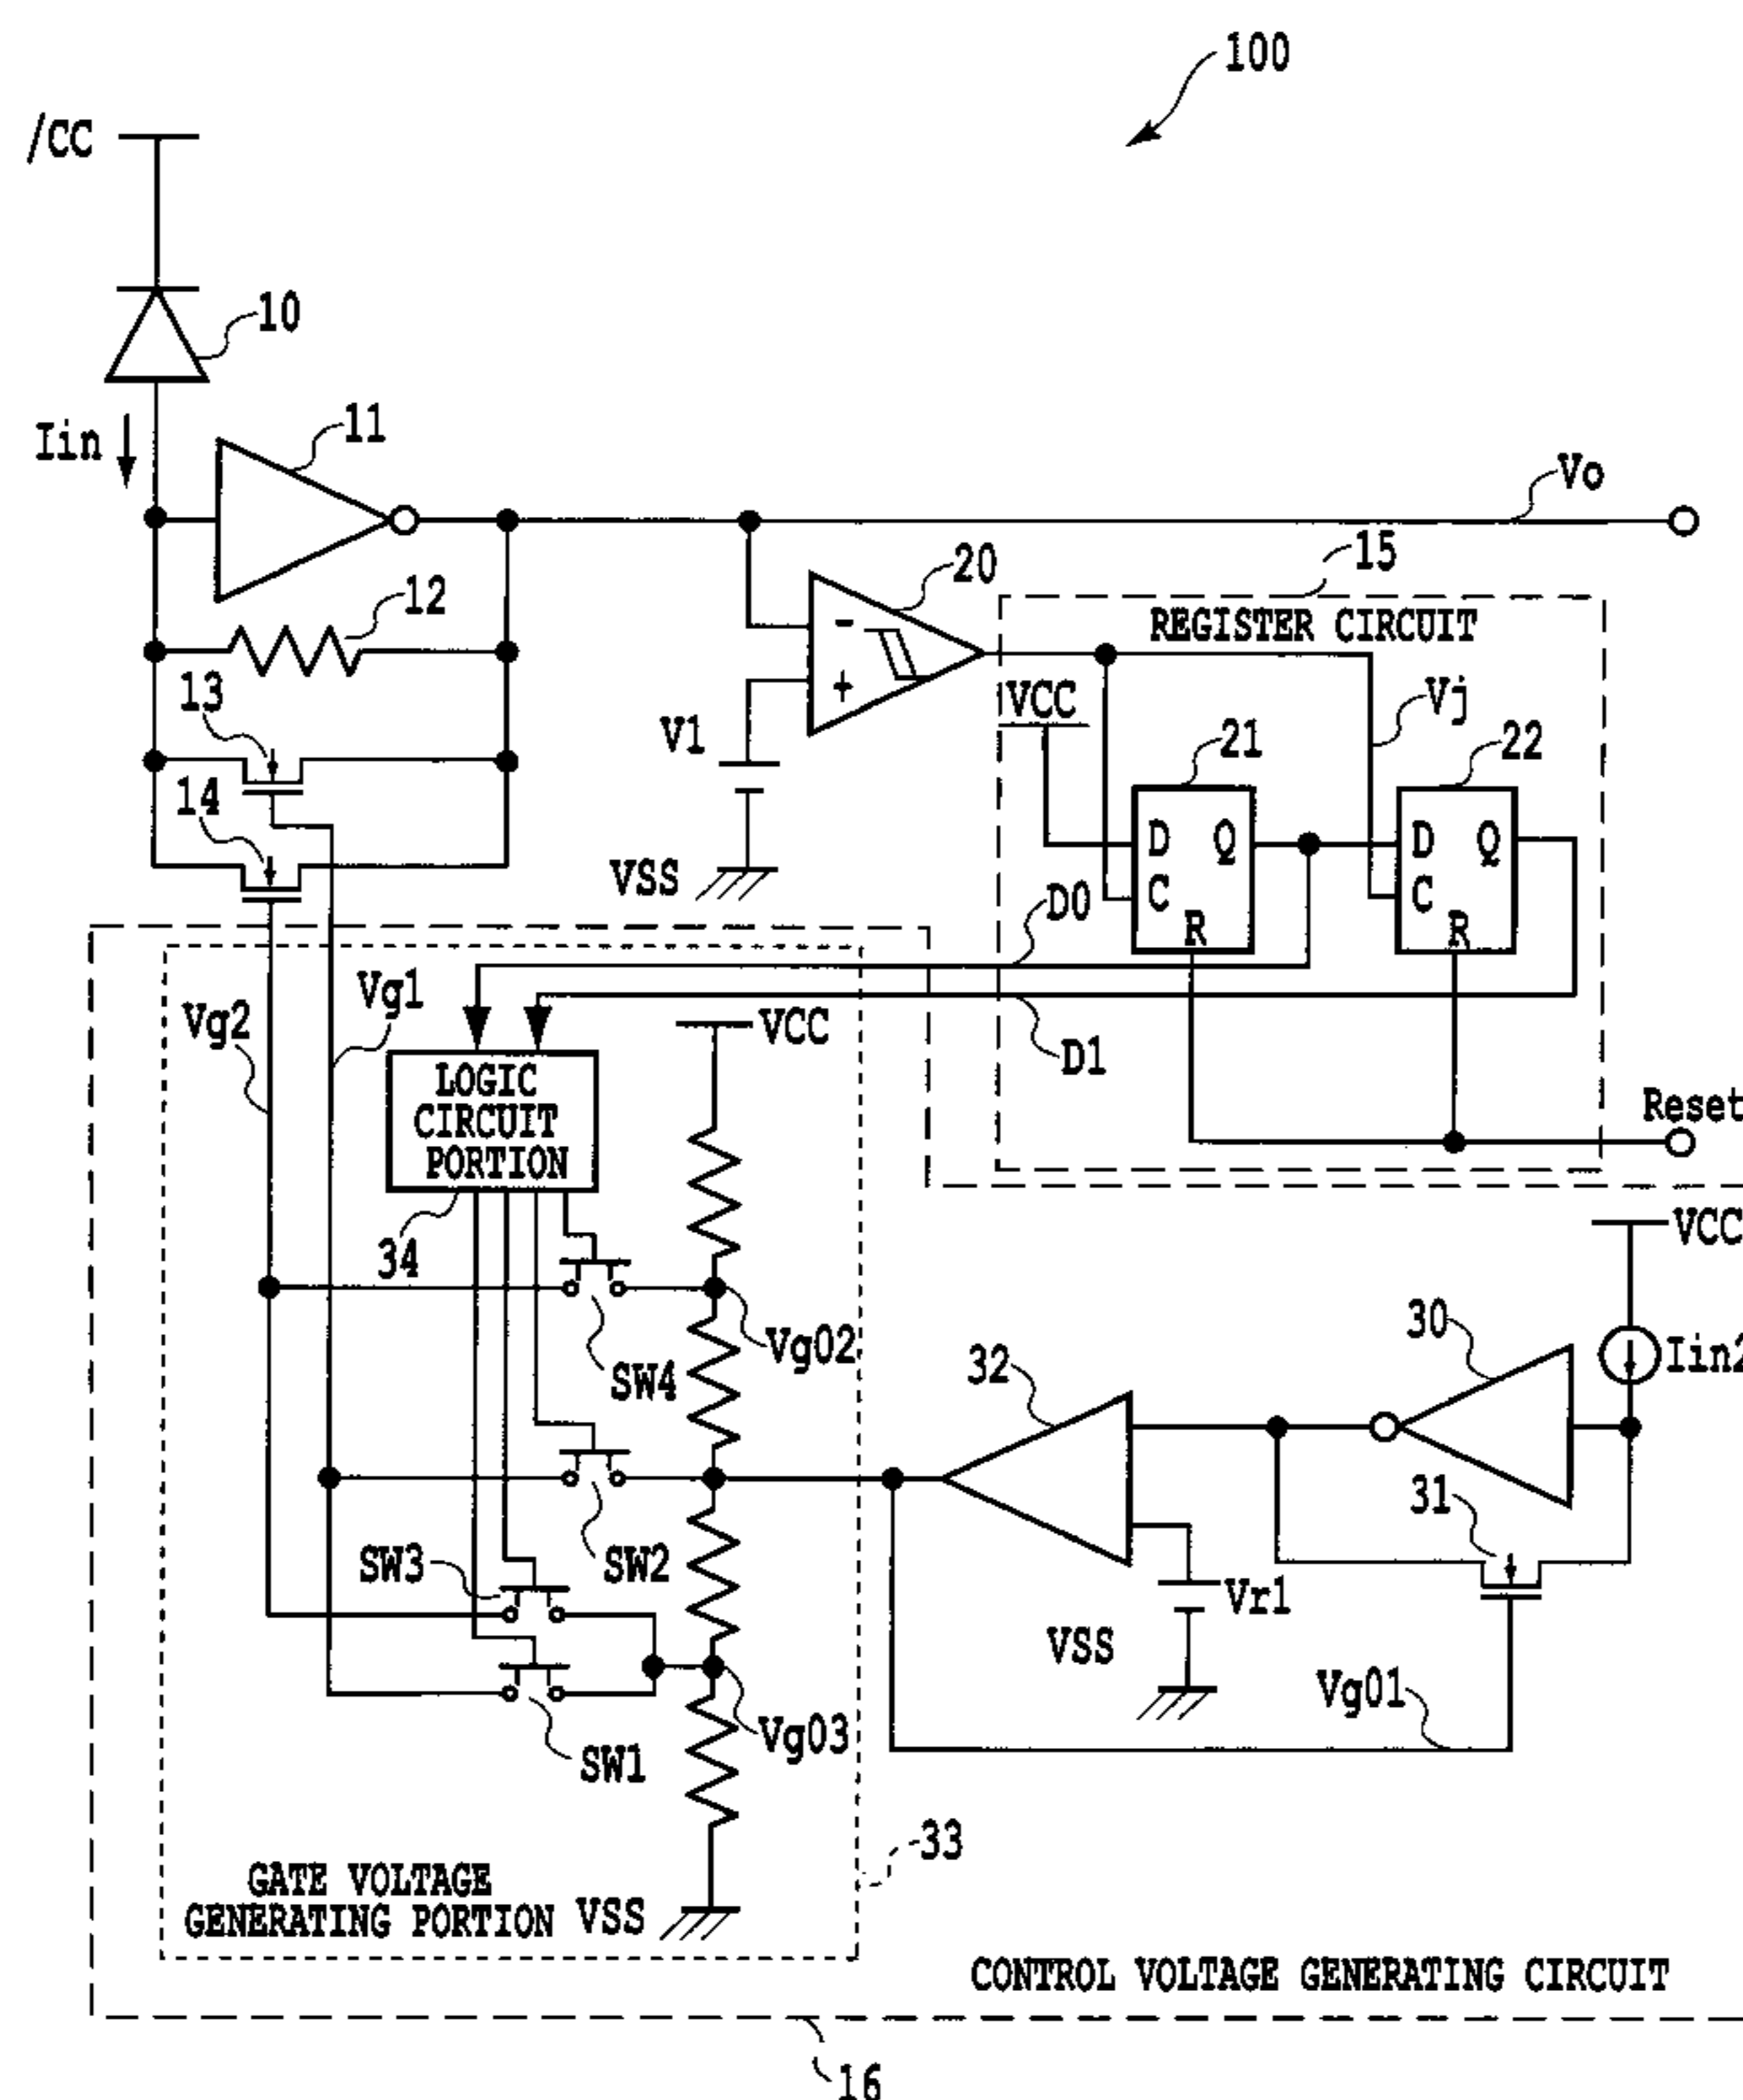 100
/CC
10
Iin
11
Vo
12
20
15
REGISTER CIRCUIT
13
V1
VCC
Vj
14
21
22
D Q
C
R
D Q
C
R
VSS
D0
Vg2
Vg1
VCC
D1
LOGIC
CIRCUIT
PORTION
Reset
34
VCC
Vg02
30
Iin2
SW4
32
SW3
SW2
31
Vr1
VSS
Vg01
Vg03
SW1
33
GATE VOLTAGE
GENERATING PORTION VSS
CONTROL VOLTAGE GENERATING CIRCUIT
16
- 
+